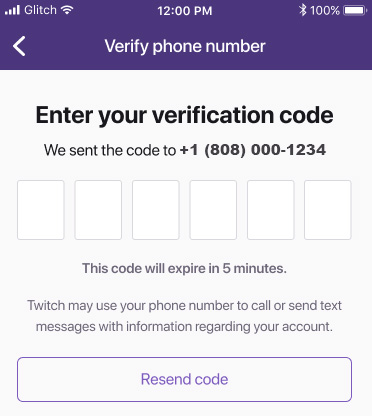 Glitch 12:00 PM 100%
Verify phone number
Enter your verification code
We sent the code to +1 (808) 000-1234
This code will expire in 5 minutes.
Twitch may use your phone number to call or send text
messages with information regarding your account.
Resend code